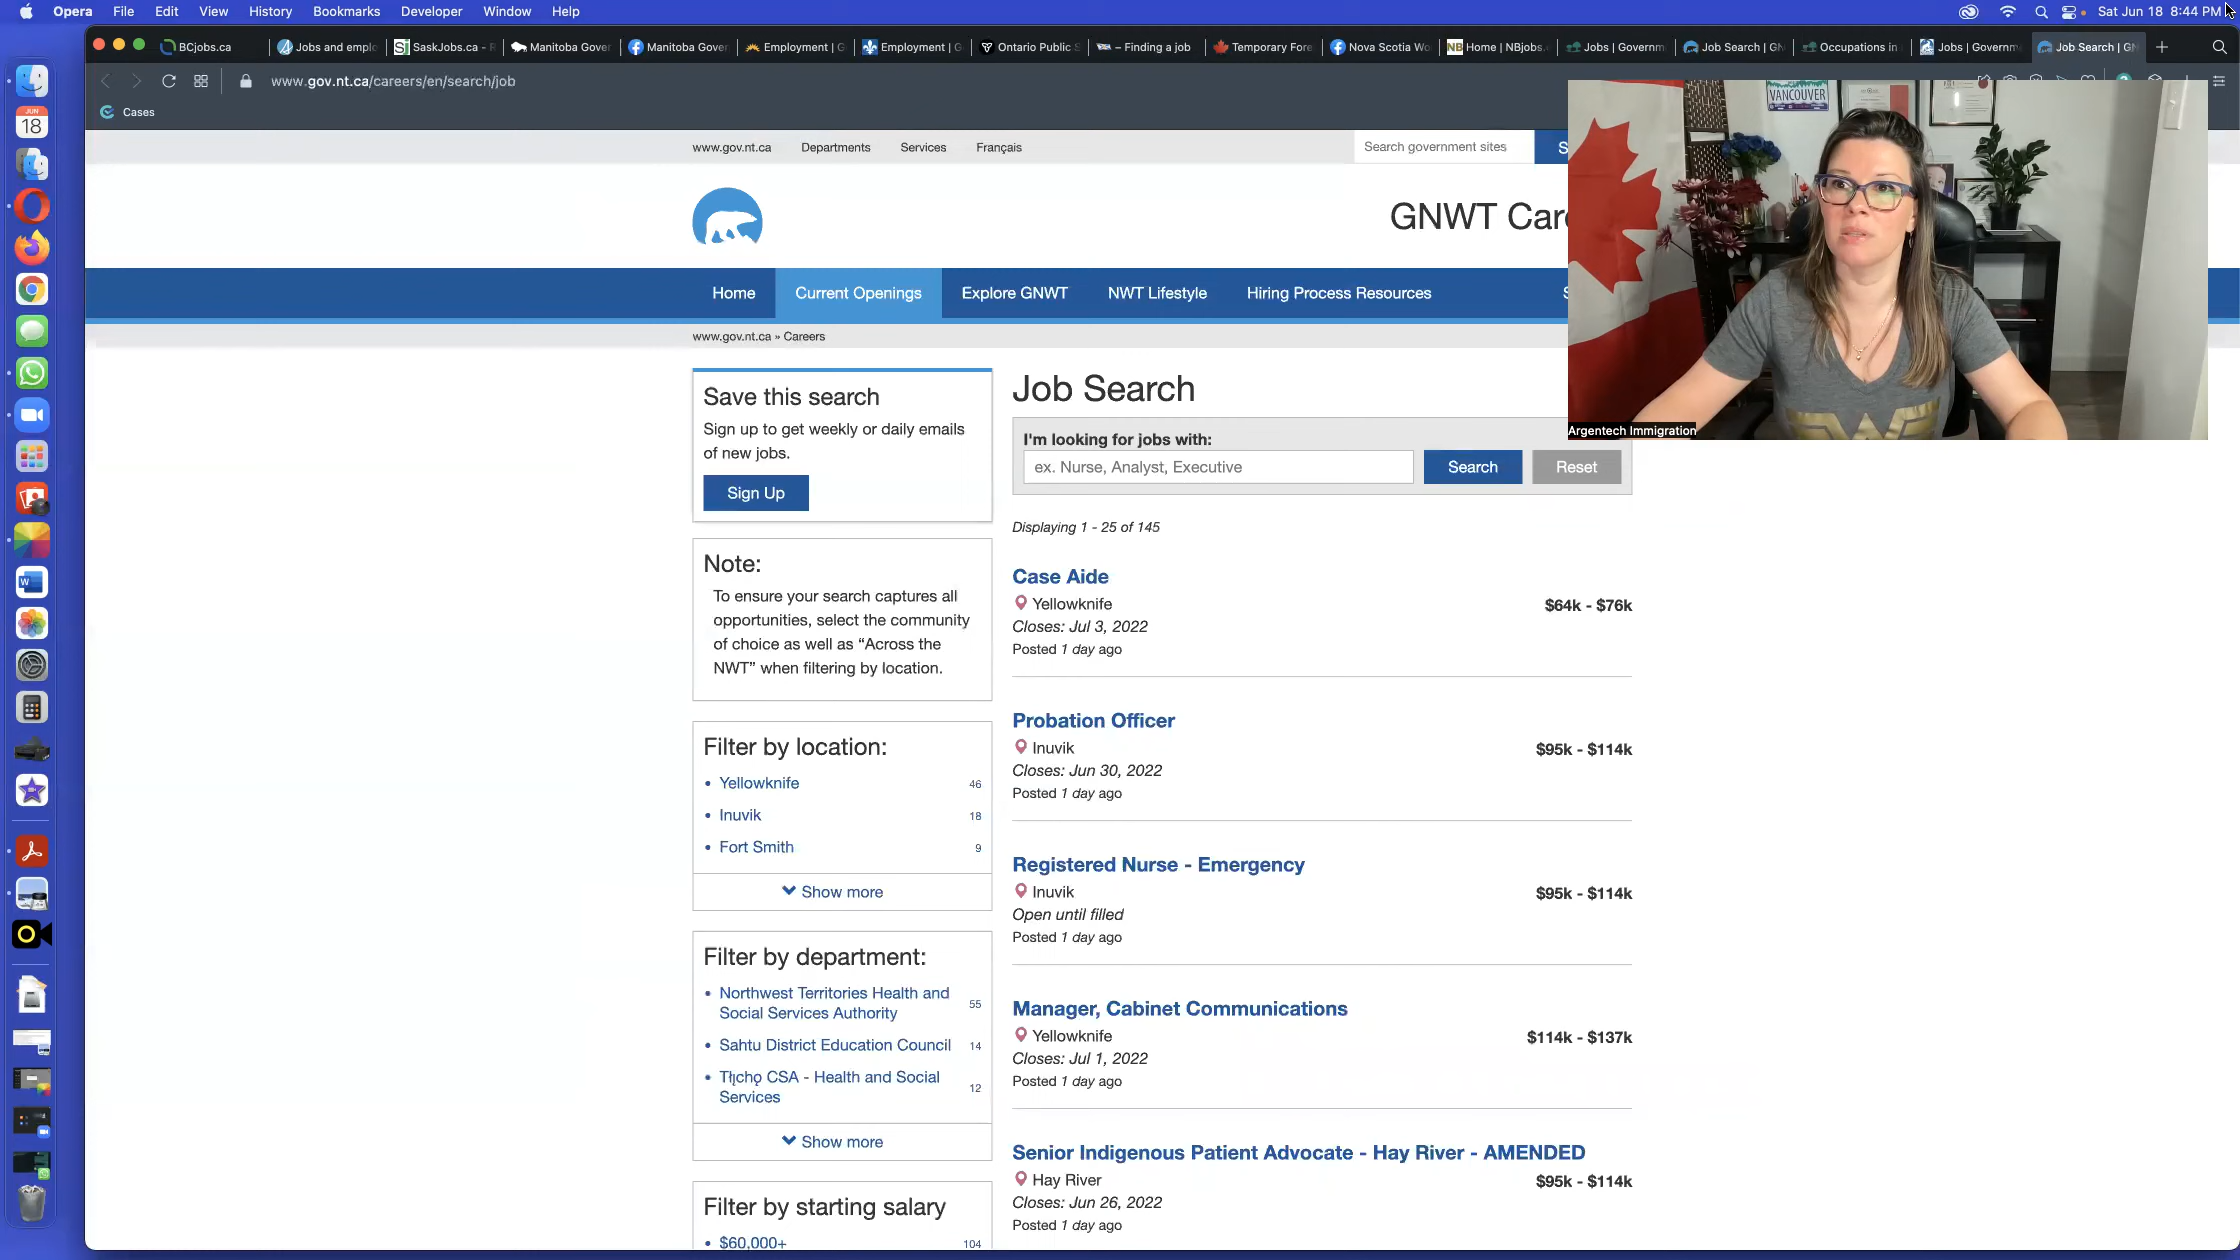 Opera File Edit View History Bookmarks Developer Window Help
Sat Jun 18 8:44 PM
BCjobs.ca
Jobs and emplo
SaskJobs.ca - R
Manitoba Gover
Manitoba Gover
Employment | G
Employment | G
Ontario Public S
– Finding a job
Temporary Fore
Nova Scotia Wo
NB Home | NBjobs.
Jobs | Governm
Job Search | GN
Occupations in
Jobs | Governm
Job Search | GN
www.gov.nt.ca/careers/en/search/job
Cases
JUN
18
www.gov.nt.ca Departments Services Français
Search government sites
S
GNWT Car
Home Current Openings Explore GNWT NWT Lifestyle Hiring Process Resources
www.gov.nt.ca » Careers
VANCOUVER
Argentech Immigration
Save this search
Sign up to get weekly or daily emails
of new jobs.
Sign Up
Note:
To ensure your search captures all
opportunities, select the community
of choice as well as “Across the
NWT” when filtering by location.
Filter by location:
• Yellowknife 46
• Inuvik 18
• Fort Smith 9
Show more
Filter by department:
• Northwest Territories Health and
Social Services Authority 55
• Sahtu District Education Council 14
• Tłı̨chǫ CSA - Health and Social
Services 12
Show more
Filter by starting salary
• $60,000+ 104
Job Search
I'm looking for jobs with:
ex. Nurse, Analyst, Executive
Search
Reset
Displaying 1 - 25 of 145
Case Aide
Yellowknife
$64k - $76k
Closes: Jul 3, 2022
Posted 1 day ago
Probation Officer
Inuvik
$95k - $114k
Closes: Jun 30, 2022
Posted 1 day ago
Registered Nurse - Emergency
Inuvik
$95k - $114k
Open until filled
Posted 1 day ago
Manager, Cabinet Communications
Yellowknife
$114k - $137k
Closes: Jul 1, 2022
Posted 1 day ago
Senior Indigenous Patient Advocate - Hay River - AMENDED
Hay River
$95k - $114k
Closes: Jun 26, 2022
Posted 1 day ago